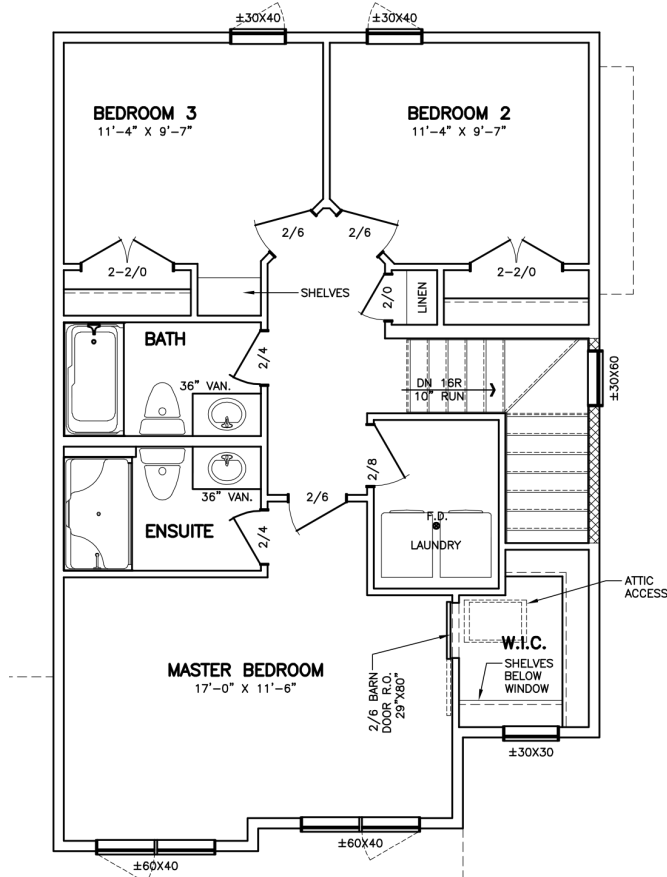 ±30X40
±30X40
BEDROOM 3
11'-4" X 9'-7"
BEDROOM 2
11'-4" X 9'-7"
2/6
2/6
2-2/0
2-2/0
SHELVES
2/0
LINEN
BATH
2/4
36" VAN.
DN 16R
10" RUN
±30X60
36" VAN.
2/6
2/8
ENSUITE
2/4
F.D.
LAUNDRY
ATTIC
ACCESS
W.I.C.
SHELVES
BELOW
WINDOW
MASTER BEDROOM
17'-0" X 11'-6"
2/6 BARN
DOOR R.O.
29"X80"
±30X30
±60X40
±60X40